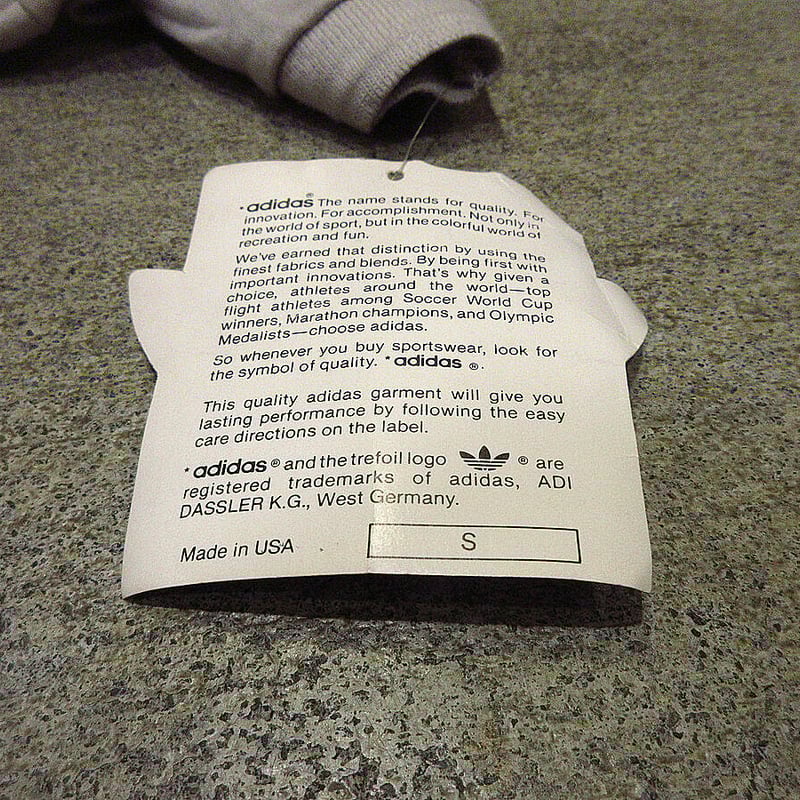 • adidas® The name stands for quality. For
innovation. For accomplishment. Not only in
the world of sport, but in the colorful world of
recreation and fun.
We've earned that distinction by using the
finest fabrics and blends. By being first with
important innovations. That's why given a
choice, athletes around the world—top
flight athletes among Soccer World Cup
winners, Marathon champions, and Olympic
Medalists—choose adidas.
So whenever you buy sportswear, look for
the symbol of quality. *adidas ®.
This quality adidas garment will give you
lasting performance by following the easy
care directions on the label.
*adidas® and the trefoil logo ® are
registered trademarks of adidas, ADI
DASSLER K.G., West Germany.
Made in USA
S